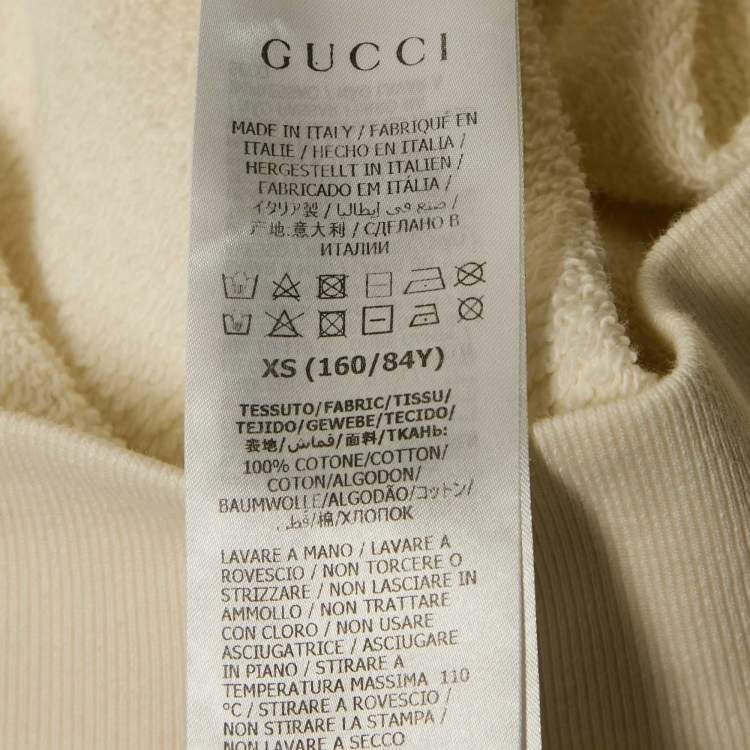 GUCCI
MADE IN ITALY / FABRIQUÉ EN
ITALIE / HECHO EN ITALIA /
HERGESTELLT IN ITALIEN /
FABRICADO EM ITÁLIA /
イタリア製 / صنع في إيطاليا /
产地:意大利 / СДЕЛАНО В
ИТАЛИИ
XS (160/84Y)
TESSUTO/FABRIC/TISSU/
TEJIDO/GEWEBE/TECIDO/
表地/قماش/面料/ТКАНЬ:
100% COTONE/COTTON/
COTON/ALGODON/
BAUMWOLLE/ALGODÃO/コットン/
قطن/棉/ХЛОПОК
LAVARE A MANO / LAVARE A
ROVESCIO / NON TORCERE O
STRIZZARE / NON LASCIARE IN
AMMOLLO / NON TRATTARE
CON CLORO / NON USARE
ASCIUGATRICE / ASCIUGARE
IN PIANO / STIRARE A
TEMPERATURA MASSIMA 110
°C / STIRARE A ROVESCIO /
NON STIRARE LA STAMPA /
NON LAVARE A SECCO